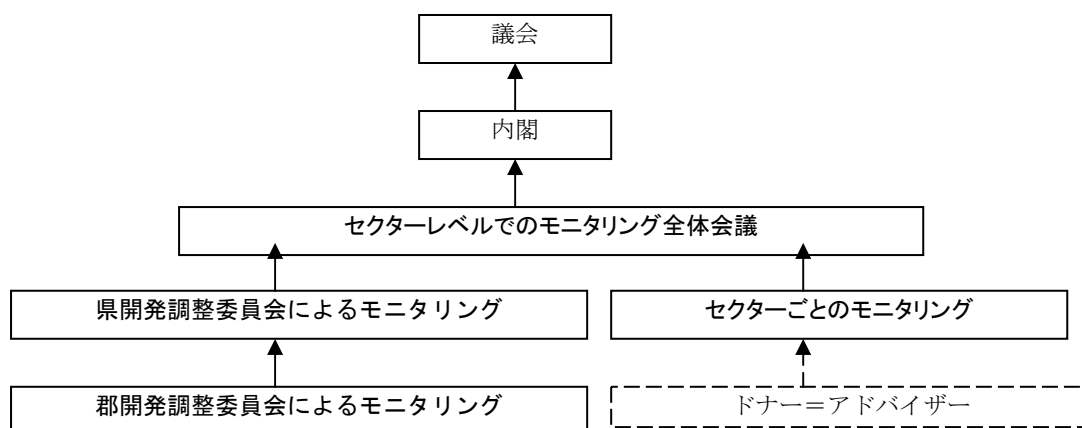 議会
内閣
セクターレベルでのモニタリング全体会議
県開発調整委員会によるモニタリング
セクターごとのモニタリング
郡開発調整委員会によるモニタリング
ドナー＝アドバイザー